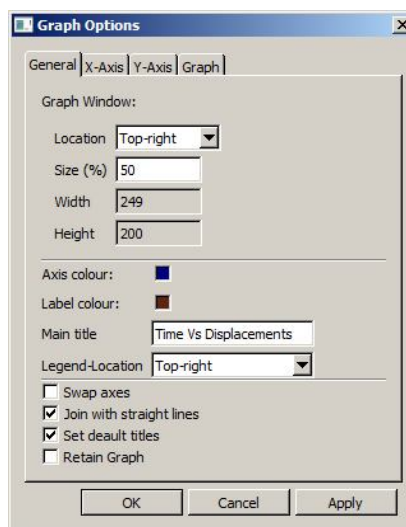 Graph Options
General X-Axis Y-Axis Graph
Graph Window:
Location Top-right
Size (%) 50
Width 249
Height 200
Axis colour:
Label colour:
Main title Time Vs Displacements
Legend-Location Top-right
Swap axes
Join with straight lines
Set deault titles
Retain Graph
OK Cancel Apply